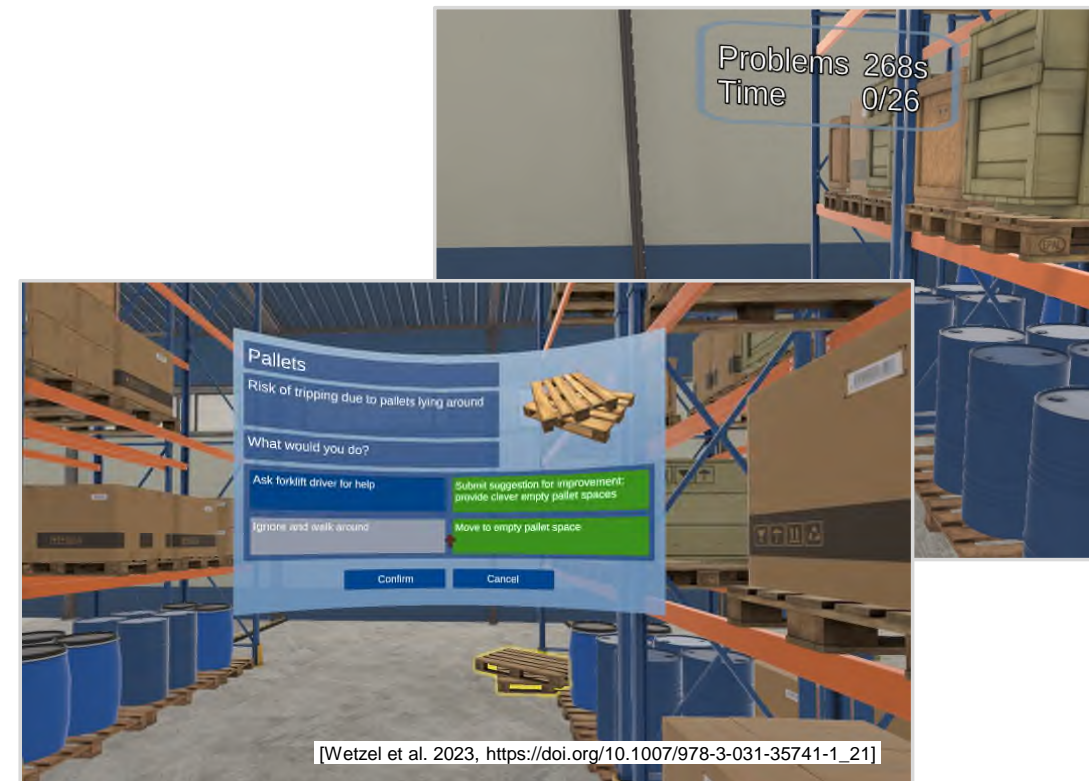 Problems 268s
Time 0/26
Pallets
Risk of tripping due to pallets lying around
What would you do?
Ask forklift driver for help
Submit suggestion for improvement:
provide clever empty pallet spaces
Ignore and walk around
Move to empty pallet space
Confirm
Cancel
[Wetzel et al. 2023, https://doi.org/10.1007/978-3-031-35741-1_21]